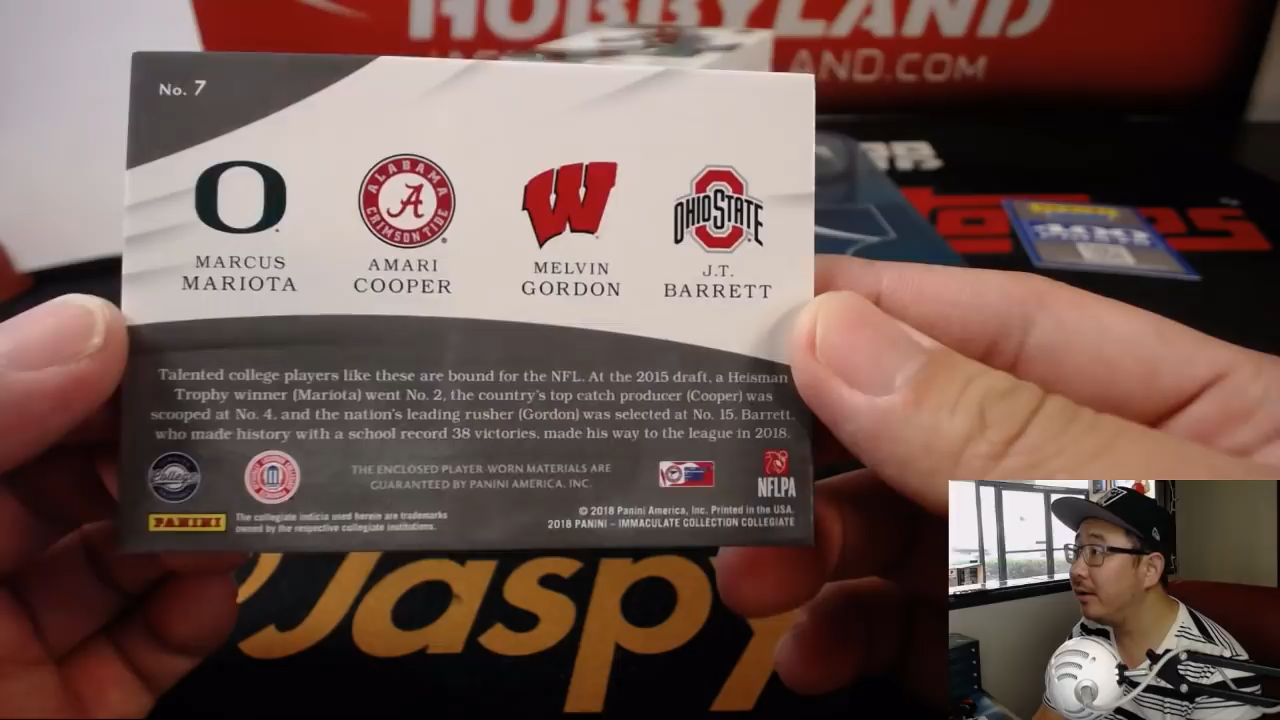 HOBBYLAND
AND.COM
No. 7
O
ALABAMA
A
CRIMSON TIDE
W
OHIO STATE
MARCUS
MARIOTA
AMARI
COOPER
MELVIN
GORDON
J.T.
BARRETT
Talented college players like these are bound for the NFL. At the 2015 draft, a Heisman
Trophy winner (Mariota) went No. 2, the country's top catch producer (Cooper) was
scooped at No. 4, and the nation's leading rusher (Gordon) was selected at No. 15. Barrett,
who made history with a school record 38 victories, made his way to the league in 2018.
THE ENCLOSED PLAYER-WORN MATERIALS ARE
GUARANTEED BY PANINI AMERICA, INC.
NFLPA
PANINI
The collegiate indicia used herein are trademarks
owned by the respective collegiate institutions.
© 2018 Panini America, Inc. Printed in the USA.
2018 PANINI - IMMACULATE COLLECTION COLLEGIATE
topps
Jaspy